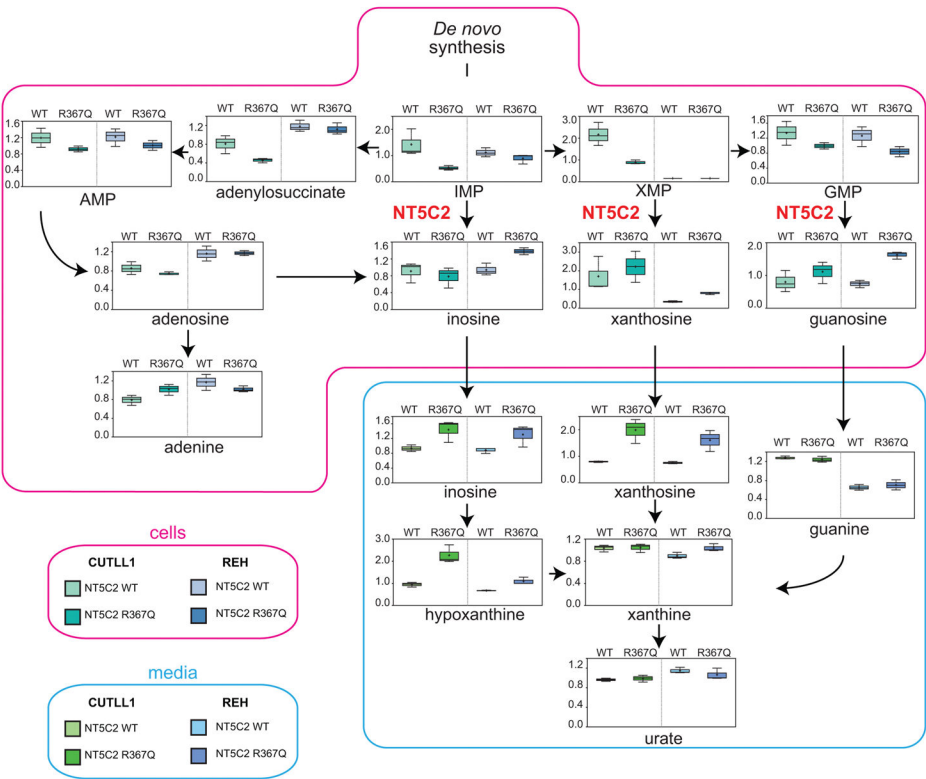 De novo
synthesis
WT R367Q WT R367Q
1.6
1.2
0.8
0.4
0.0
AMP
WT R367Q WT R367Q
1.6
1.2
0.8
0.4
0.0
adenylosuccinate
WT R367Q WT R367Q
2.0
1.0
0.0
IMP
WT R367Q WT R367Q
3.0
2.0
1.0
0.0
XMP
WT R367Q WT R367Q
1.6
1.2
0.8
0.4
0.0
GMP
NT5C2 NT5C2 NT5C2
WT R367Q WT R367Q
1.2
0.8
0.4
0.0
adenosine
WT R367Q WT R367Q
1.6
1.2
0.8
0.4
0.0
inosine
WT R367Q WT R367Q
4.0
3.0
2.0
1.0
0.0
xanthosine
WT R367Q WT R367Q
2.0
1.0
0.0
guanosine
WT R367Q WT R367Q
1.2
0.8
0.4
0.0
adenine
WT R367Q WT R367Q
1.6
1.2
0.8
0.4
0.0
inosine
WT R367Q WT R367Q
2.0
1.0
0.0
xanthosine
WT R367Q WT R367Q
1.2
0.8
0.4
0.0
guanine
WT R367Q WT R367Q
3.0
2.0
1.0
0.0
hypoxanthine
WT R367Q WT R367Q
1.2
0.8
0.4
0.0
xanthine
WT R367Q WT R367Q
1.2
0.8
0.4
0.0
urate
cells
CUTLL1 REH
NT5C2 WT NT5C2 WT
NT5C2 R367Q NT5C2 R367Q
media
CUTLL1 REH
NT5C2 WT NT5C2 WT
NT5C2 R367Q NT5C2 R367Q